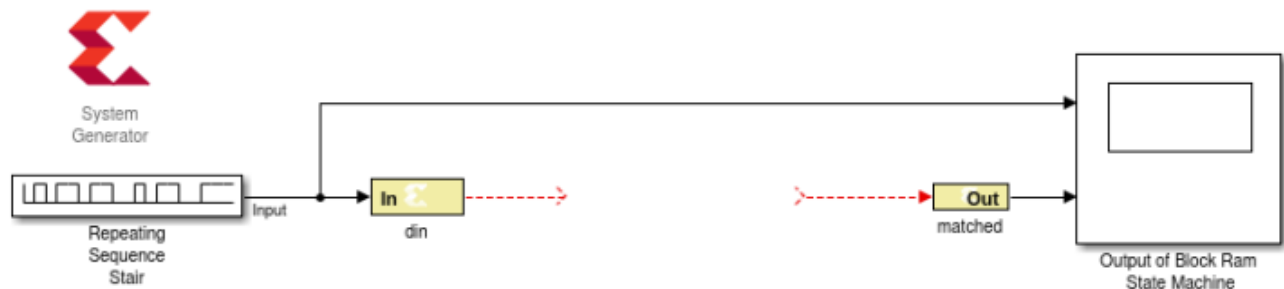 System
Generator
Input
In
din
Out
matched
Repeating
Sequence
Stair
Output of Block Ram
State Machine